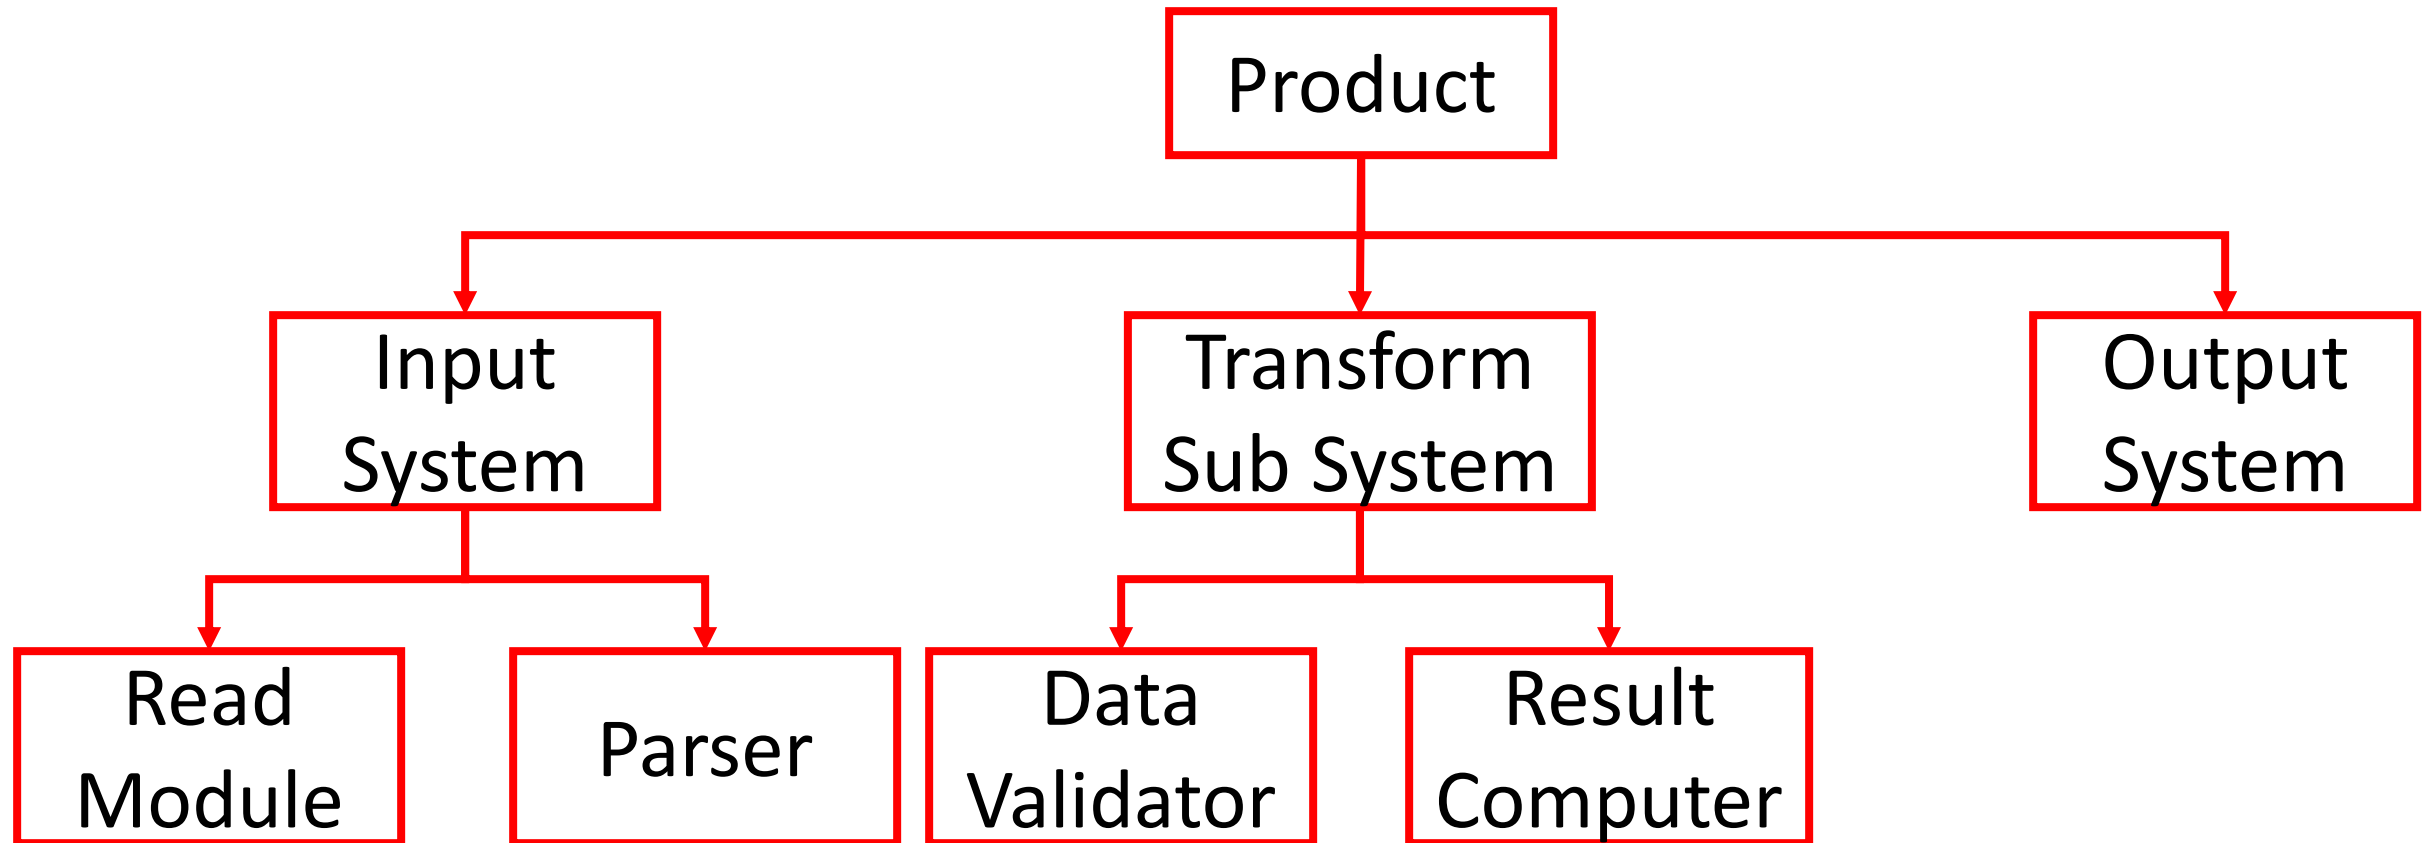 Product
Input
System
Transform
Sub System
Output
System
Read
Module
Parser
Data
Validator
Result
Computer